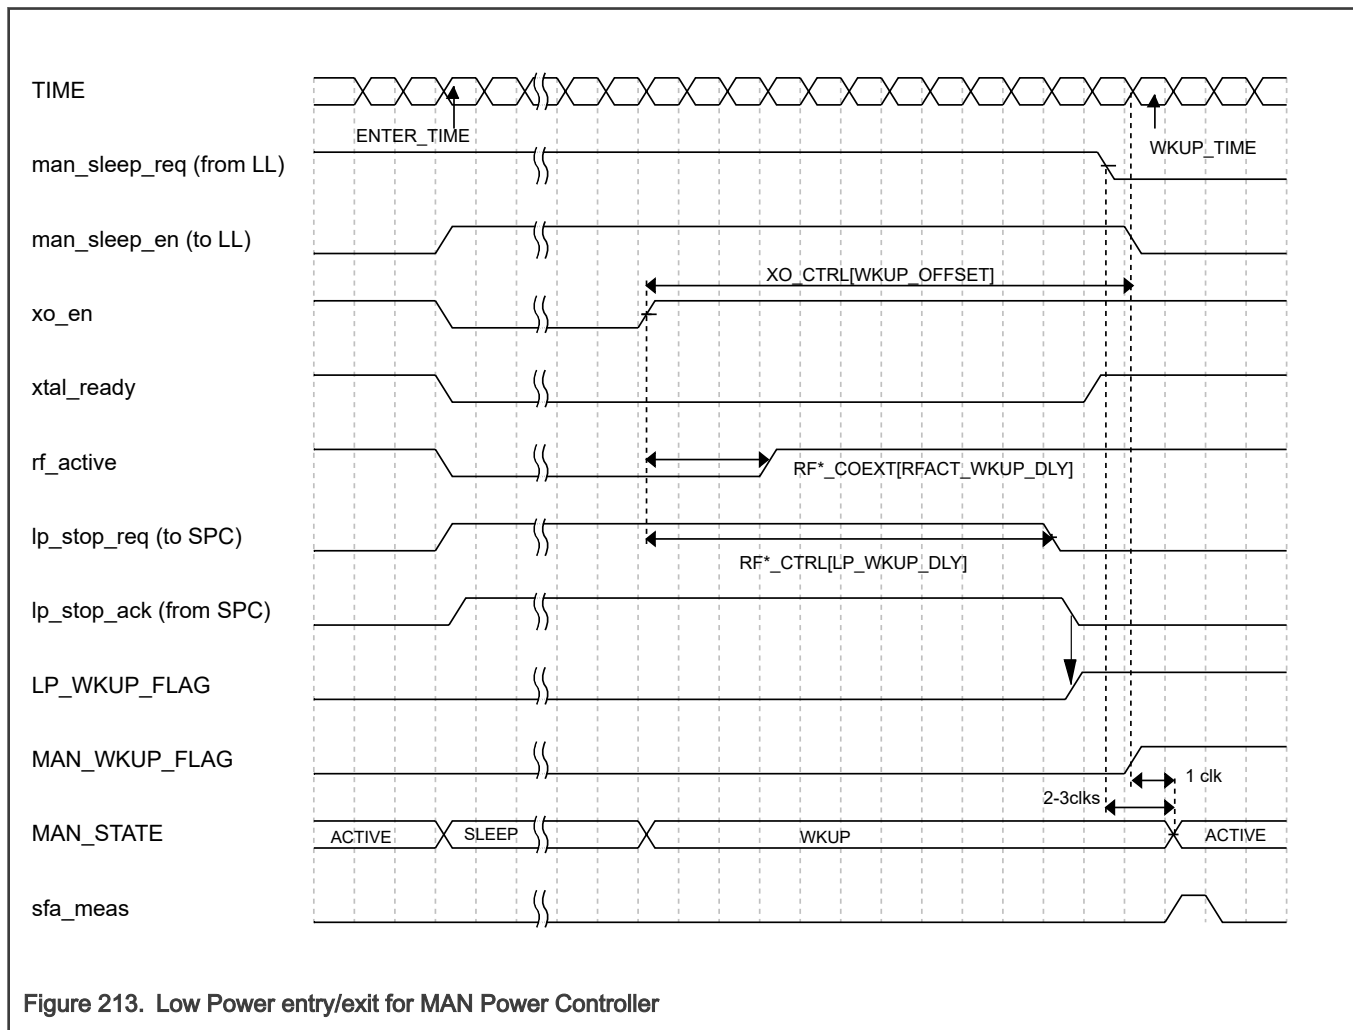 TIME
ENTER_TIME
WKUP_TIME
man_sleep_req (from LL)
man_sleep_en (to LL)
XO_CTRL[WKUP_OFFSET]
xo_en
xtal_ready
rf_active
RF*_COEXT[RFACT_WKUP_DLY]
lp_stop_req (to SPC)
RF*_CTRL[LP_WKUP_DLY]
lp_stop_ack (from SPC)
LP_WKUP_FLAG
MAN_WKUP_FLAG
1 clk
2-3clks
MAN_STATE
ACTIVE
SLEEP
WKUP
ACTIVE
sfa_meas
Figure 213. Low Power entry/exit for MAN Power Controller